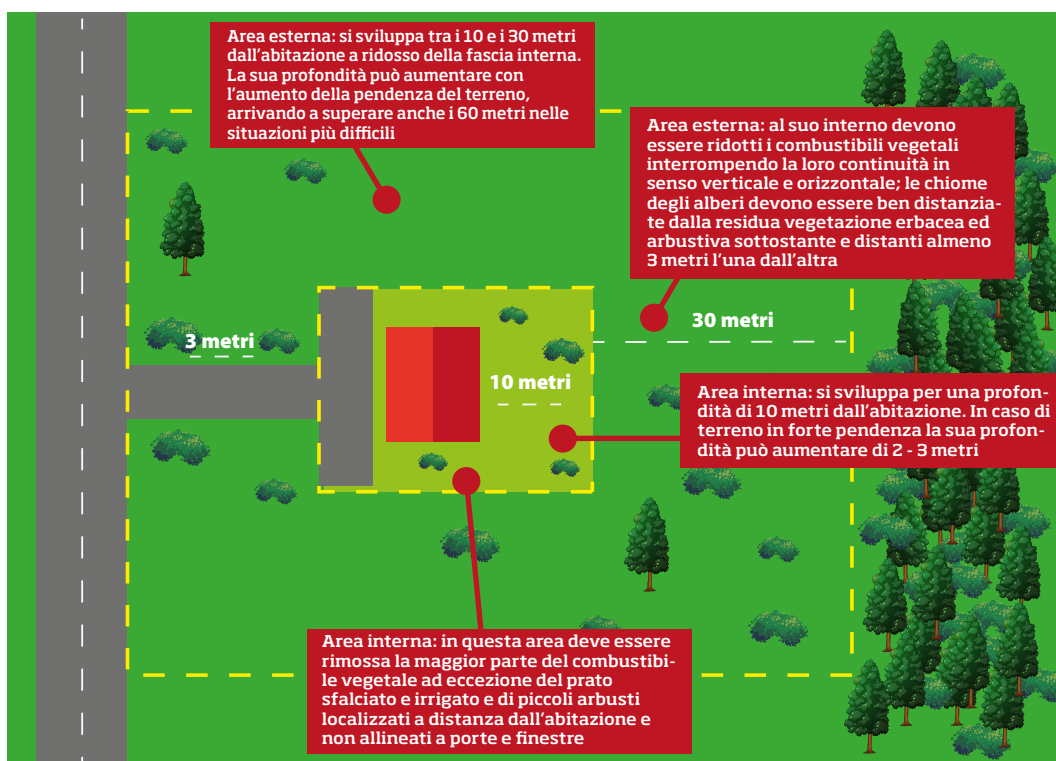 Area esterna: si sviluppa tra i 10 e i 30 metri
dall'abitazione a ridosso della fascia interna.
La sua profondità può aumentare con
l'aumento della pendenza del terreno,
arrivando a superare anche i 60 metri nelle
situazioni più difficili
Area esterna: al suo interno devono
essere ridotti i combustibili vegetali
interrompendo la loro continuità in
senso verticale e orizzontale; le chiome
degli alberi devono essere ben distanzia-
te dalla residua vegetazione erbacea ed
arbustiva sottostante e distanti almeno
3 metri l'una dall'altra
30 metri
3 metri
10 metri
Area interna: si sviluppa per una profon-
dità di 10 metri dall'abitazione. In caso di
terreno in forte pendenza la sua profon-
dità può aumentare di 2 - 3 metri
Area interna: in questa area deve essere
rimossa la maggior parte del combustibi-
le vegetale ad eccezione del prato
sfalciato e irrigato e di piccoli arbusti
localizzati a distanza dall'abitazione e
non allineati a porte e finestre